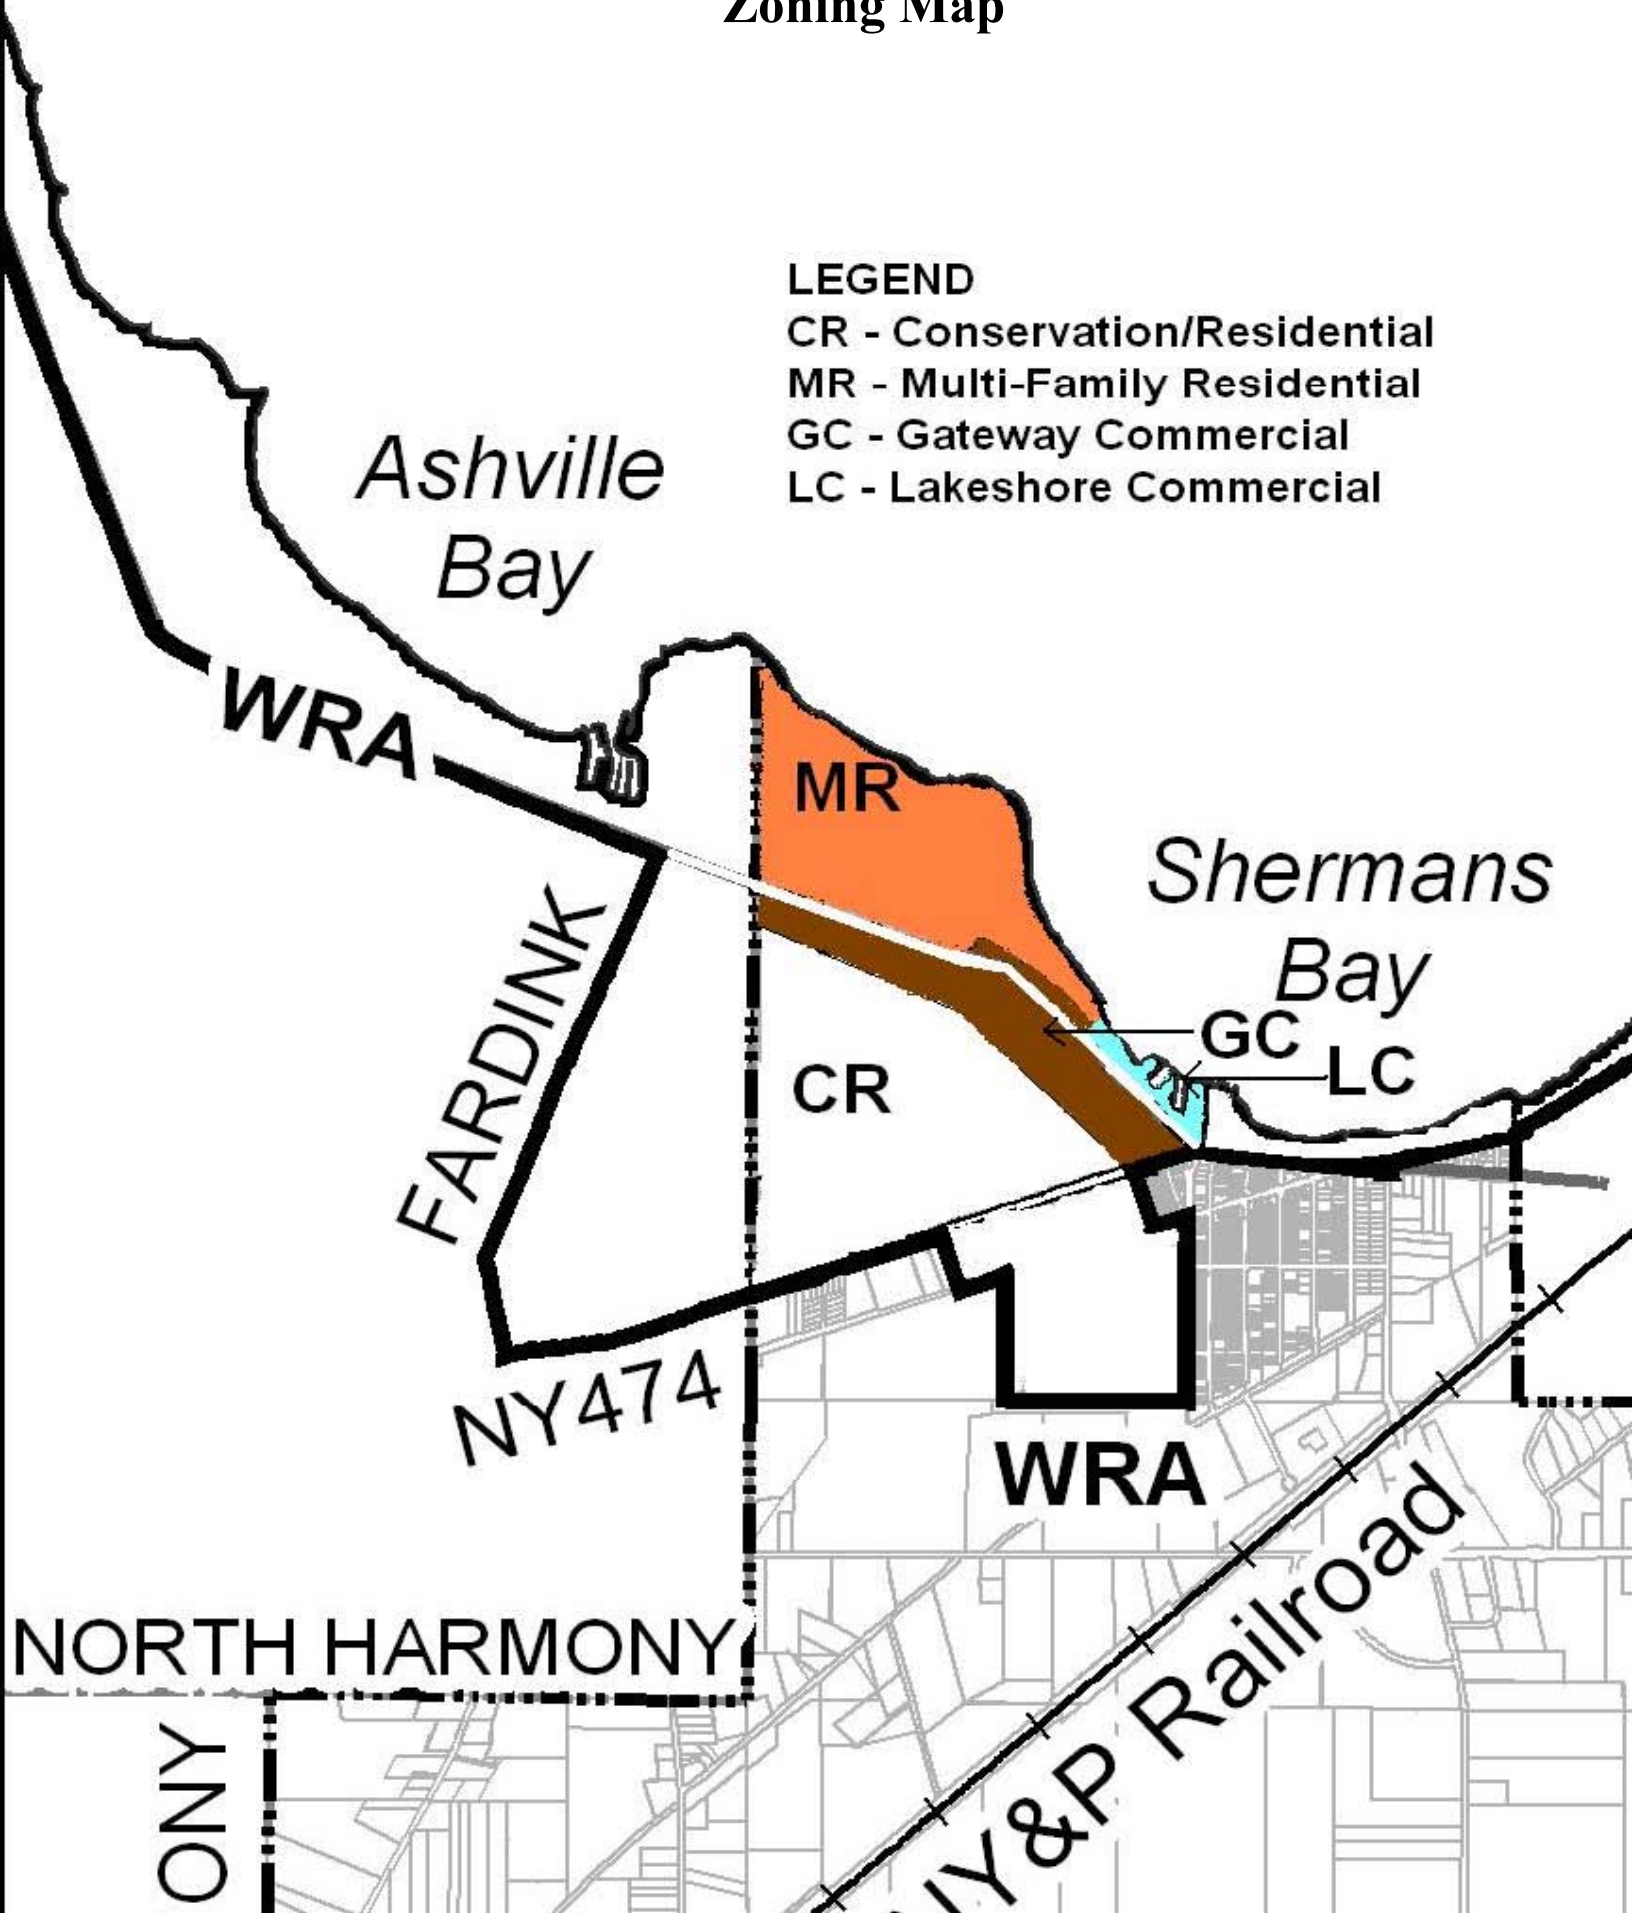 Zoning Map
LEGEND
CR - Conservation/Residential
MR - Multi-Family Residential
GC - Gateway Commercial
LC - Lakeshore Commercial
Ashville
Bay
WRA
MR
Shermans
Bay
GC
LC
CR
FARDINK
NY474
WRA
NORTH HARMONY
ONY
NY&P Railroad